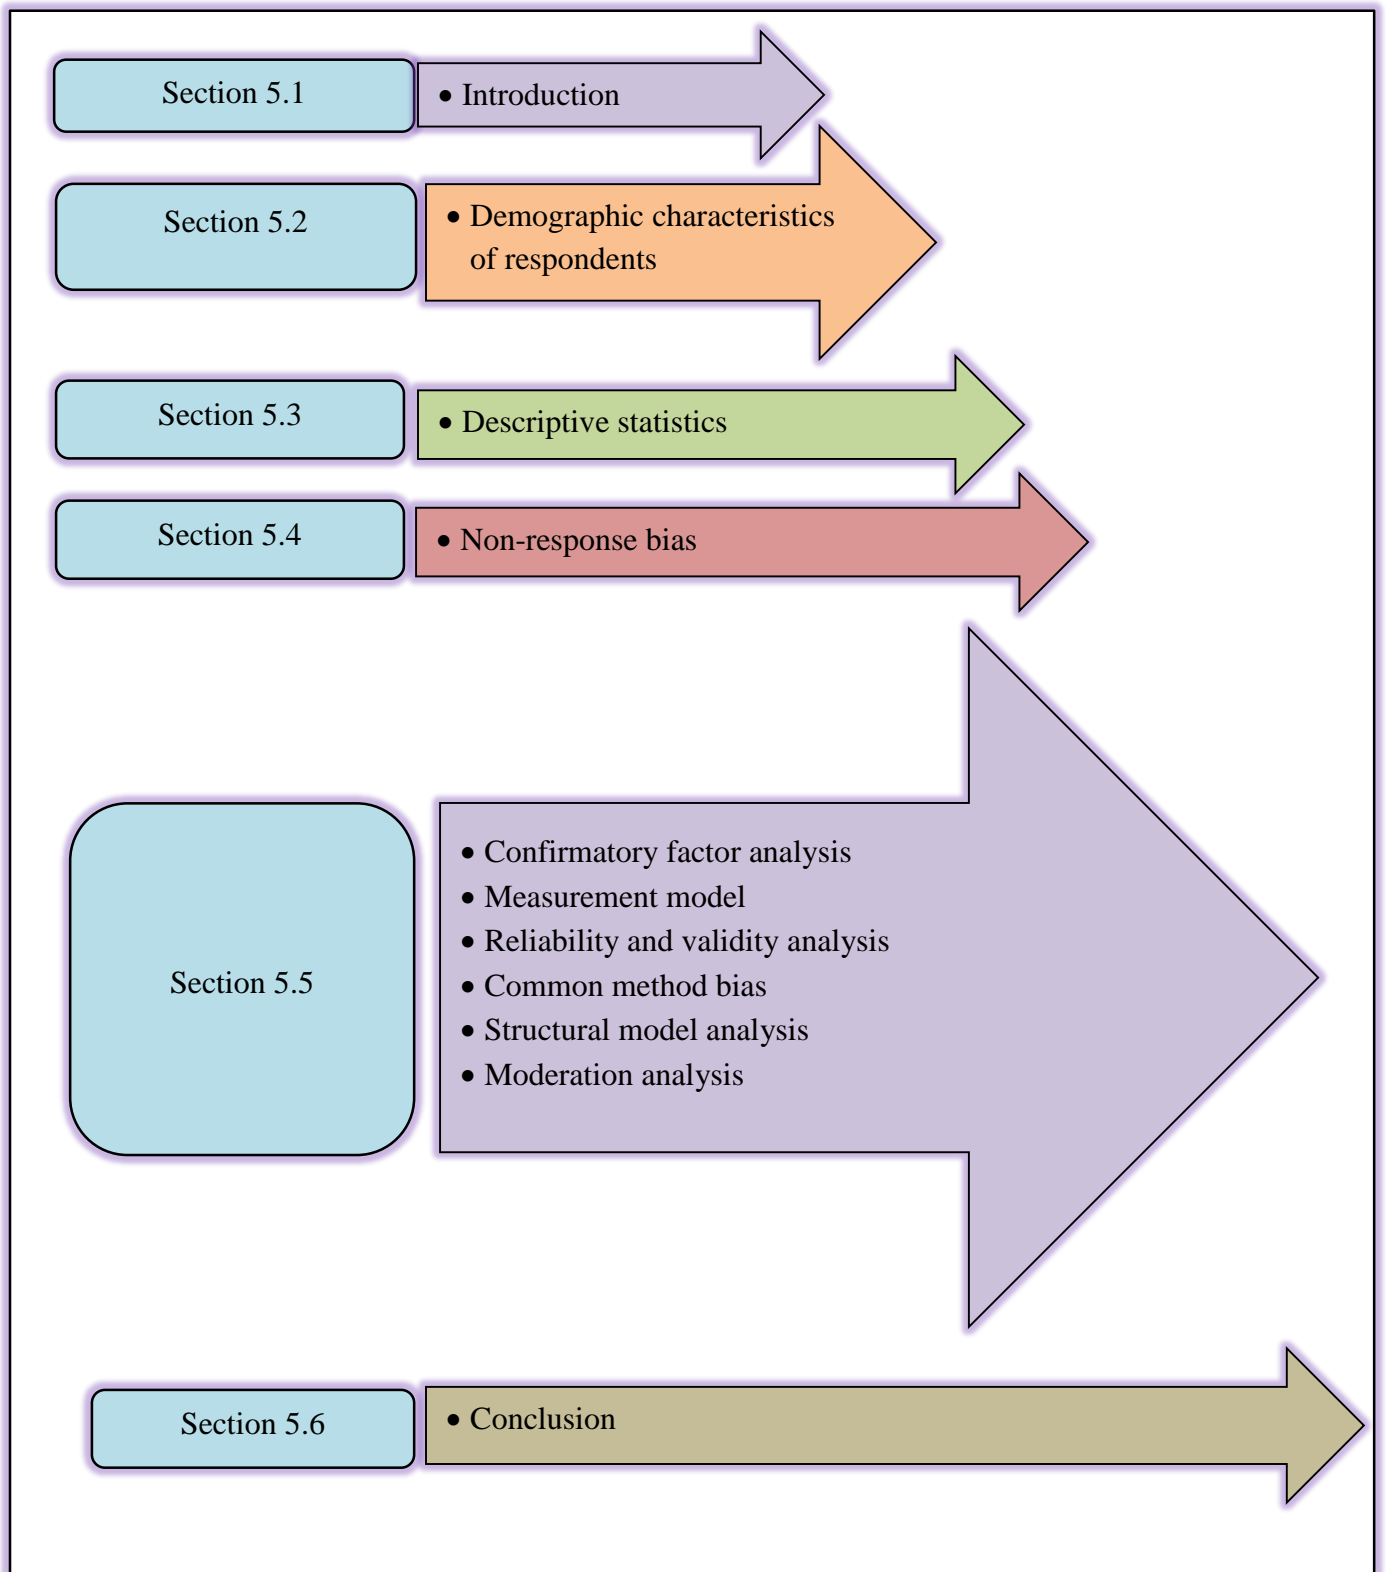 Section 5.1
• Introduction
Section 5.2
• Demographic characteristics
of respondents
Section 5.3
• Descriptive statistics
Section 5.4
• Non-response bias
Section 5.5
• Confirmatory factor analysis
• Measurement model
• Reliability and validity analysis
• Common method bias
• Structural model analysis
• Moderation analysis
Section 5.6
• Conclusion